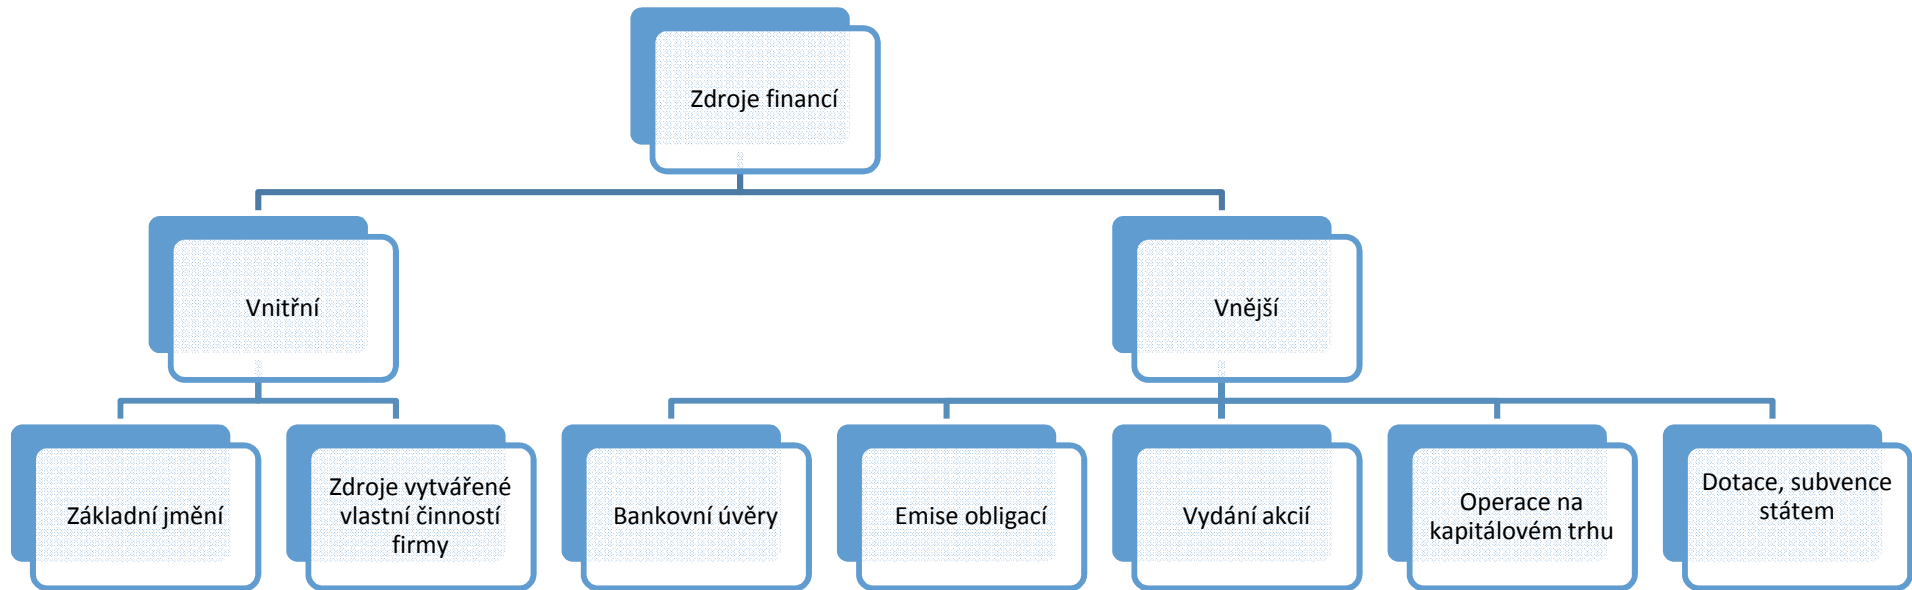 Zdroje financí
Vnitřní
Vnější
Základní jmění
Zdroje vytvářené
vlastní činností
firmy
Bankovní úvěry
Emise obligací
Vydání akcií
Operace na
kapitálovém trhu
Dotace, subvence
státem